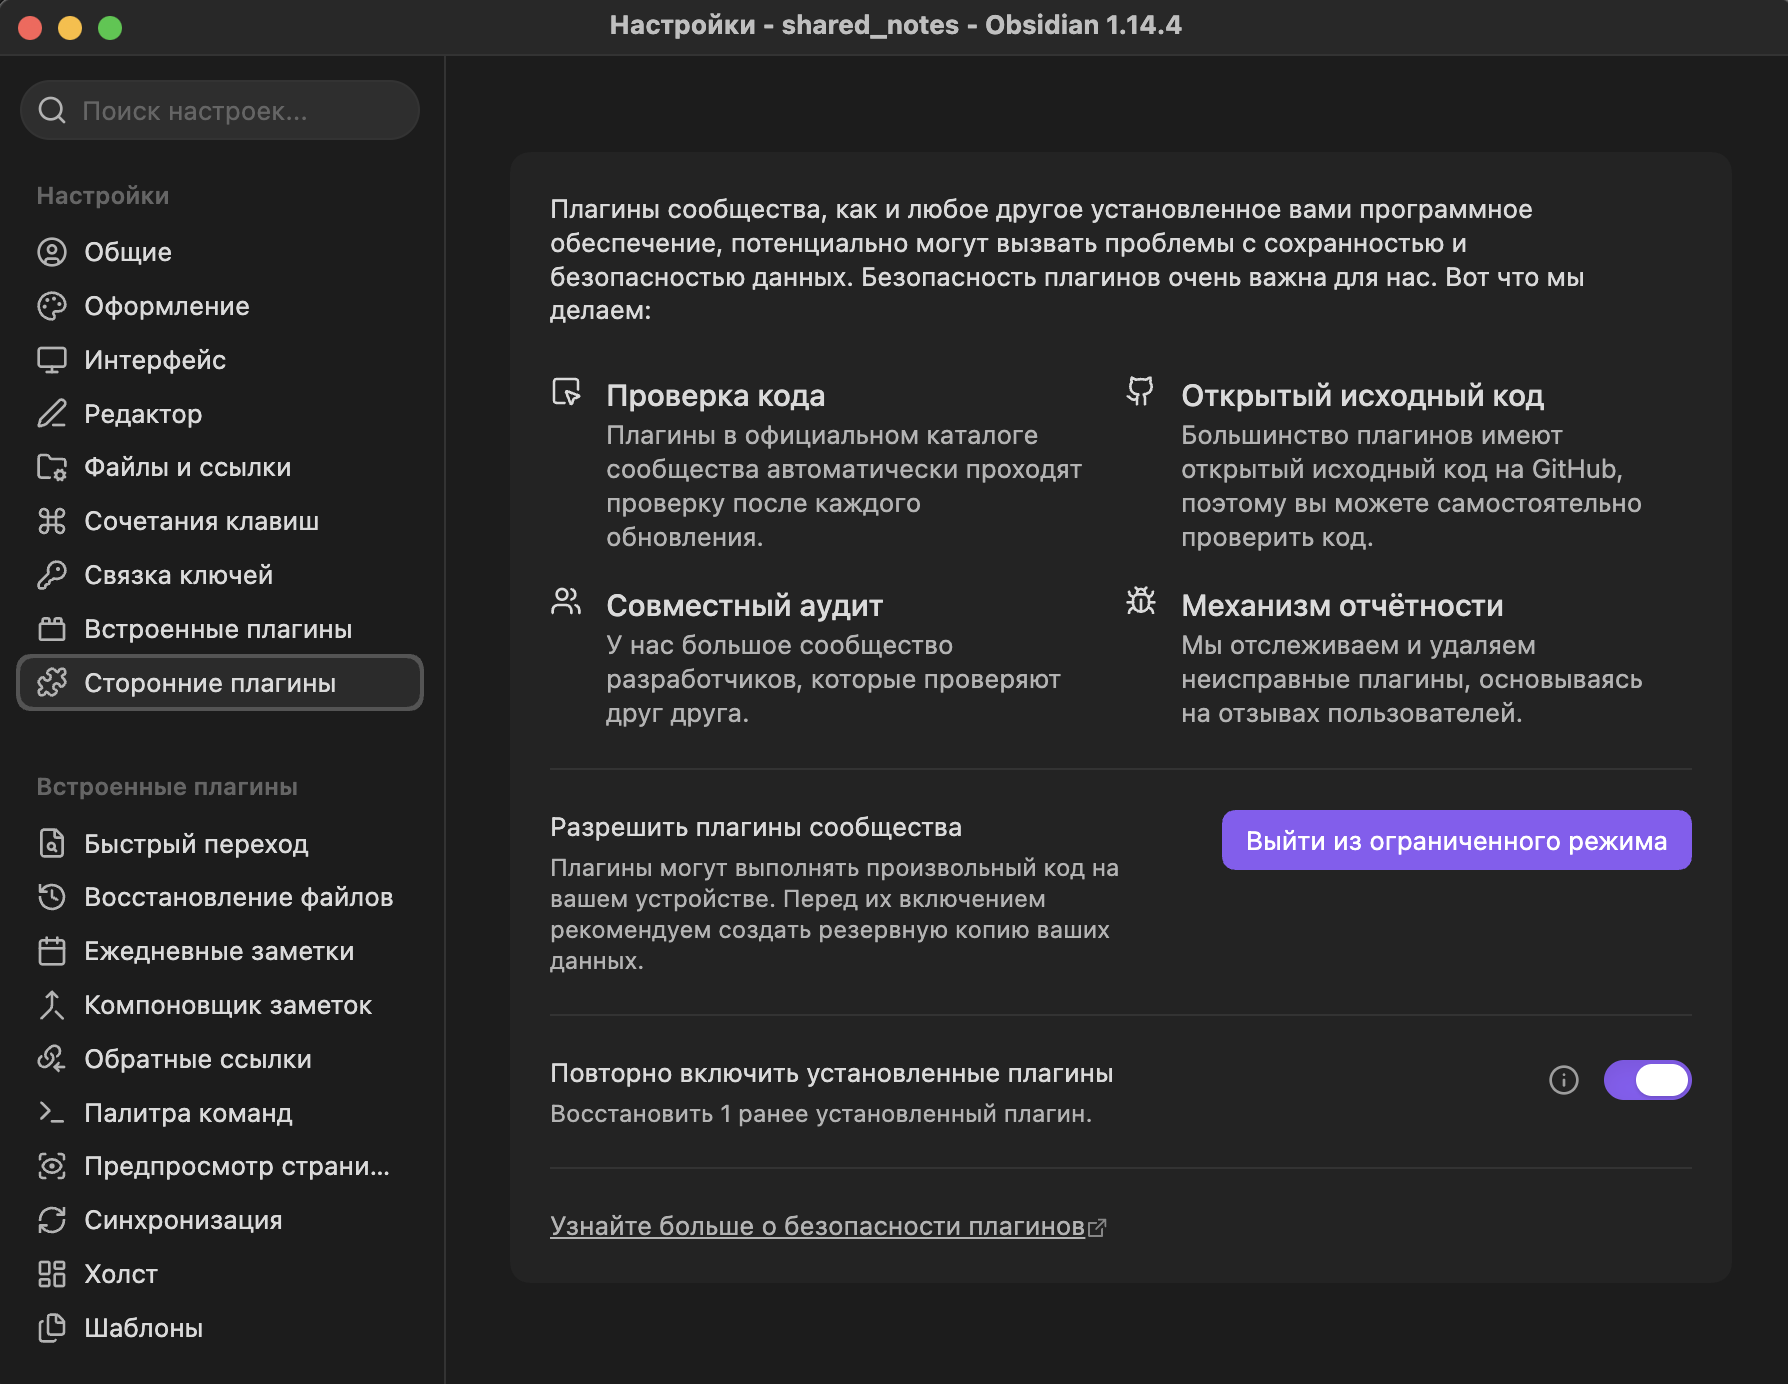 Настройки - shared_notes - Obsidian 1.14.4
Поиск настроек...
Настройки
Общие
Оформление
Интерфейс
Редактор
Файлы и ссылки
Сочетания клавиш
Связка ключей
Встроенные плагины
Сторонние плагины
Встроенные плагины
Быстрый переход
Восстановление файлов
Ежедневные заметки
Компоновщик заметок
Обратные ссылки
Палитра команд
Предпросмотр страни...
Синхронизация
Холст
Шаблоны
Плагины сообщества, как и любое другое установленное вами программное
обеспечение, потенциально могут вызвать проблемы с сохранностью и
безопасностью данных. Безопасность плагинов очень важна для нас. Вот что мы
делаем:
Проверка кода
Плагины в официальном каталоге
сообщества автоматически проходят
проверку после каждого
обновления.
Открытый исходный код
Большинство плагинов имеют
открытый исходный код на GitHub,
поэтому вы можете самостоятельно
проверить код.
Совместный аудит
У нас большое сообщество
разработчиков, которые проверяют
друг друга.
Механизм отчётности
Мы отслеживаем и удаляем
неисправные плагины, основываясь
на отзывах пользователей.
Разрешить плагины сообщества
Плагины могут выполнять произвольный код на
вашем устройстве. Перед их включением
рекомендуем создать резервную копию ваших
данных.
Выйти из ограниченного режима
Повторно включить установленные плагины
Восстановить 1 ранее установленный плагин.
Узнайте больше о безопасности плагинов